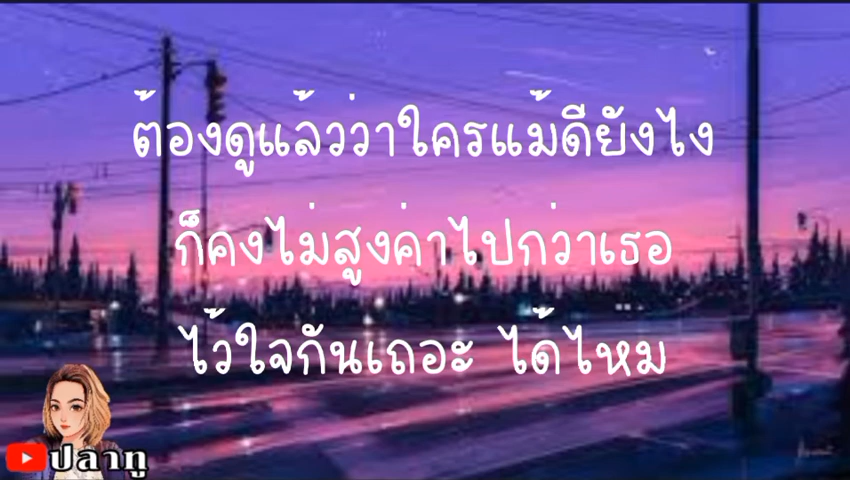 ต้องดูแล้วว่าใครแม้ดียังไง
ก็คงไม่สูงค่าไปกว่าเธอ
ไว้ใจกันเถอะ ได้ไหม
ปลาทู